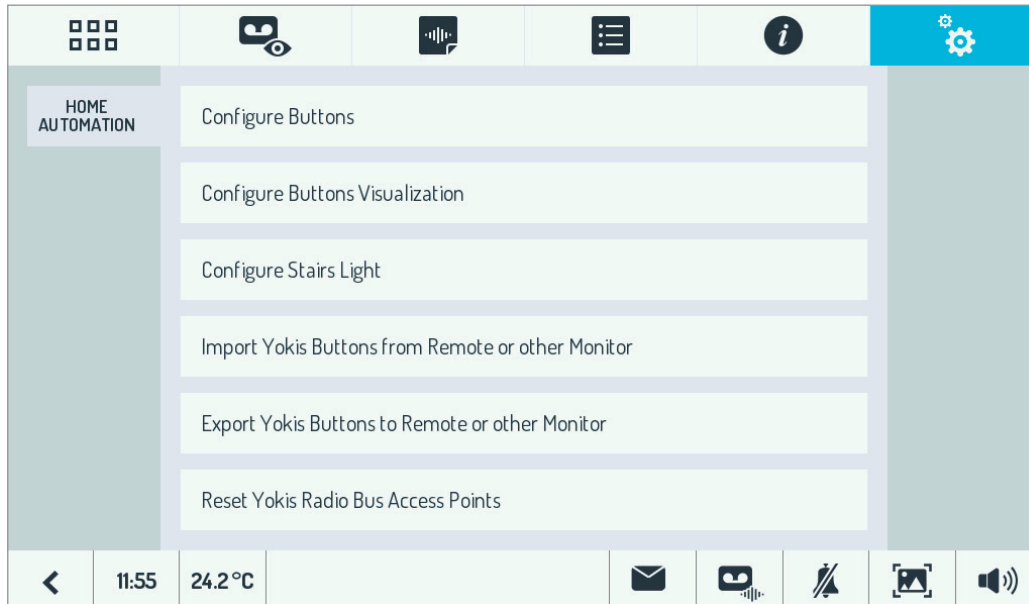 HOME
AUTOMATION
Configure Buttons
Configure Buttons Visualization
Configure Stairs Light
Import Yokis Buttons from Remote or other Monitor
Export Yokis Buttons to Remote or other Monitor
Reset Yokis Radio Bus Access Points
11:55
24.2°C